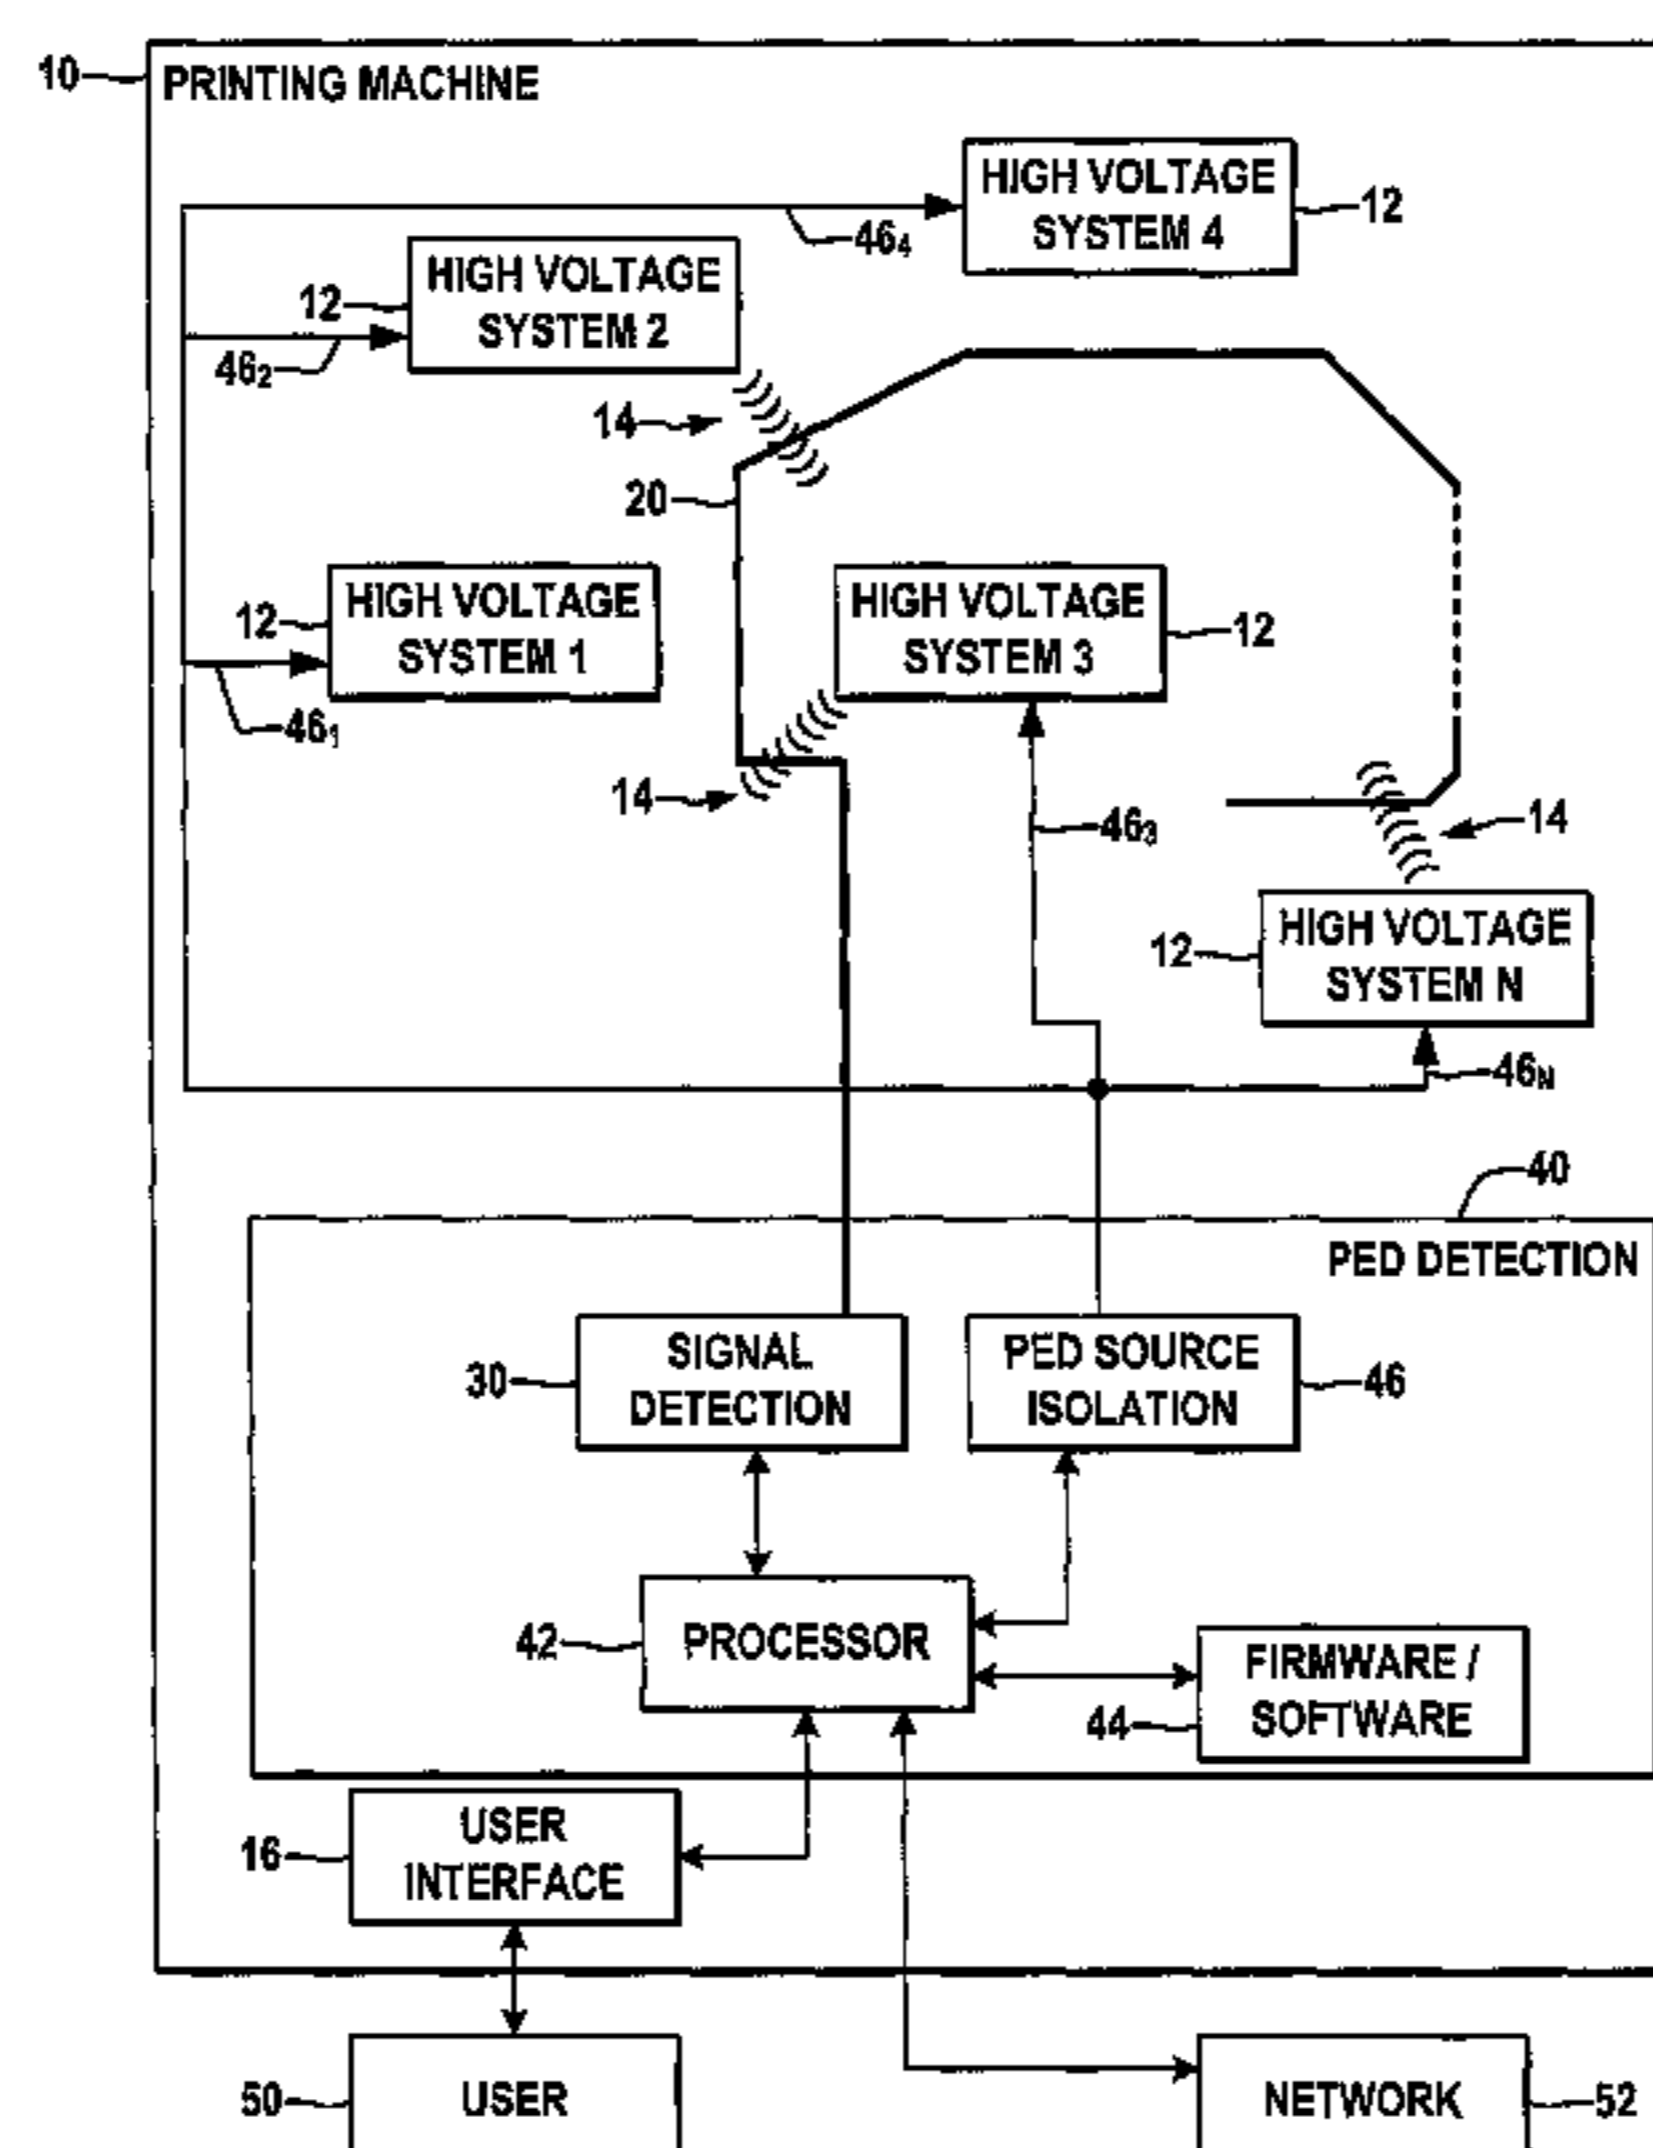 10
PRINTING MACHINE
HIGH VOLTAGE
SYSTEM 4
12
46₄
HIGH VOLTAGE
SYSTEM 2
12
46₂
14
20
HIGH VOLTAGE
SYSTEM 1
12
46₁
HIGH VOLTAGE
SYSTEM 3
12
14
46₃
14
HIGH VOLTAGE
SYSTEM N
12
46N
40
PED DETECTION
SIGNAL
DETECTION
30
PED SOURCE
ISOLATION
46
PROCESSOR
42
FIRMWARE /
SOFTWARE
44
USER
INTERFACE
16
50
USER
NETWORK
52